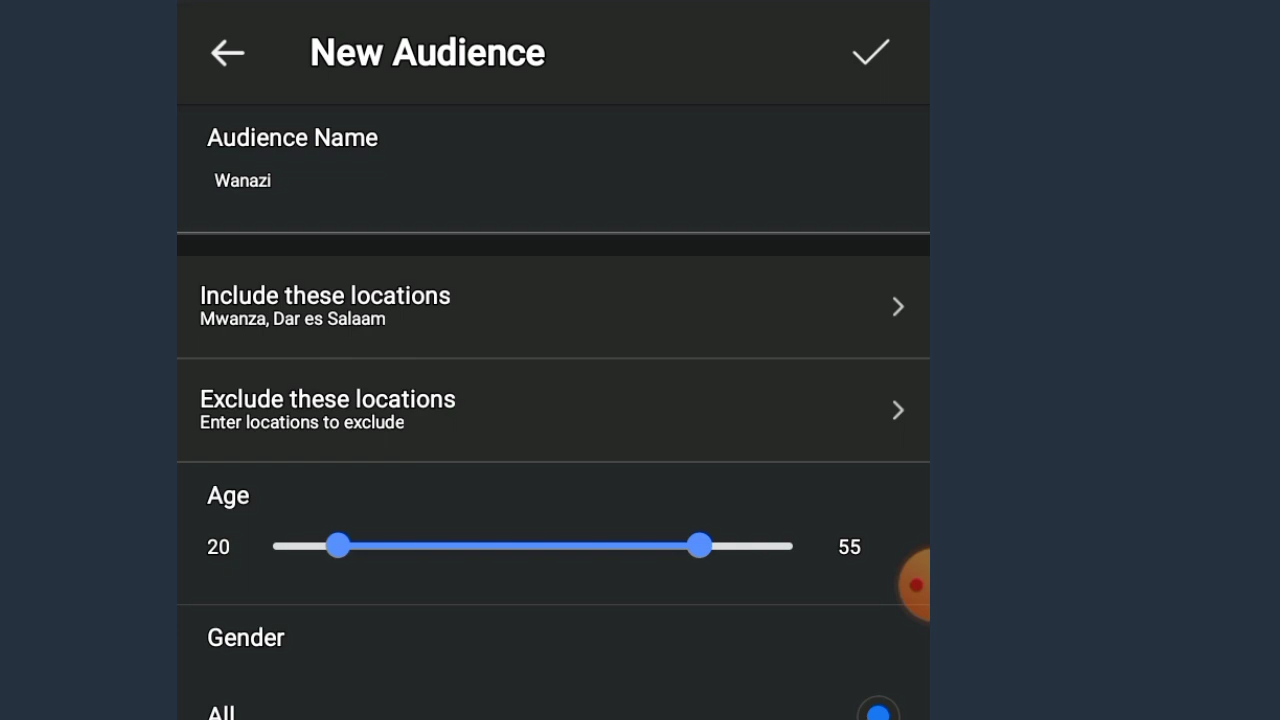 New Audience
Audience Name
Wanazi
Include these locations
Mwanza, Dar es Salaam
Exclude these locations
Enter locations to exclude
Age
20
55
Gender
All